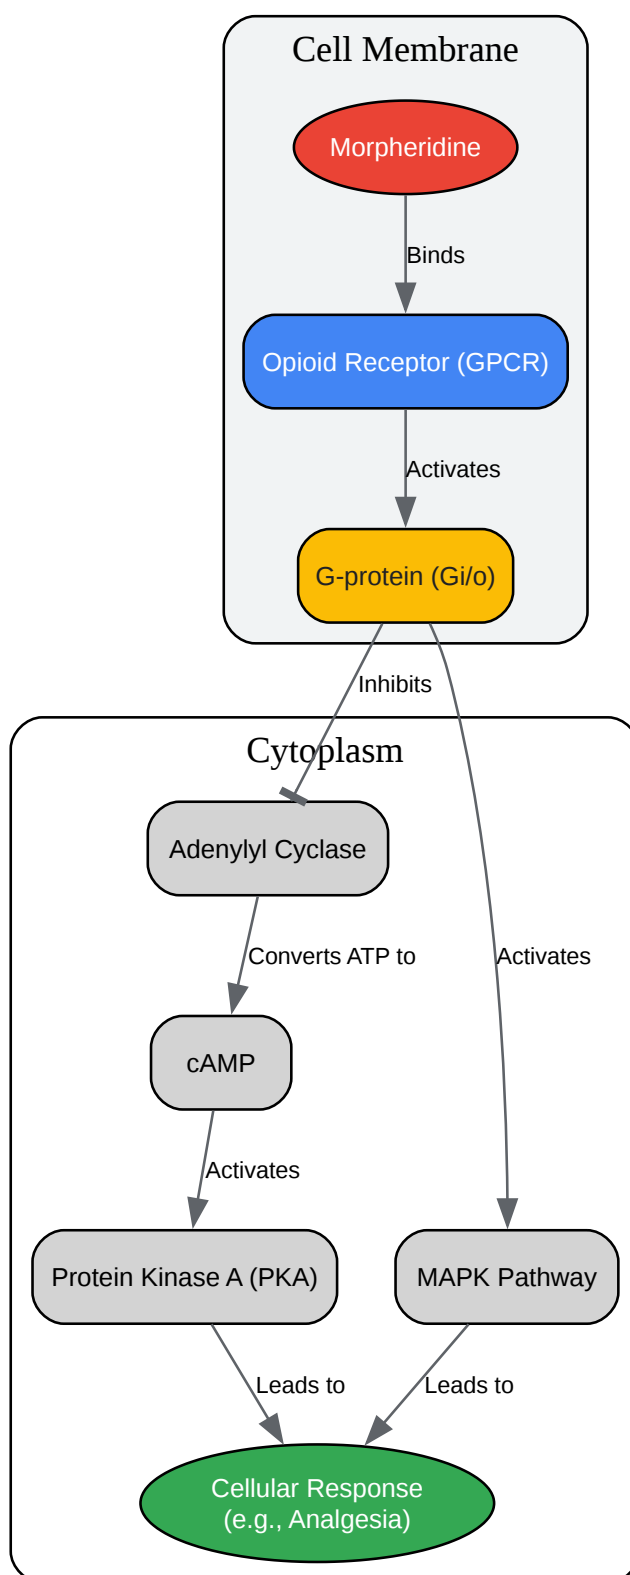 Cell Membrane
Morpheridine
Binds
Opioid Receptor (GPCR)
Activates
G-protein (Gi/o)
Inhibits
Cytoplasm
Adenylyl Cyclase
Converts ATP to
Activates
cAMP
Activates
Protein Kinase A (PKA)
MAPK Pathway
Leads to
Leads to
Cellular Response
(e.g., Analgesia)